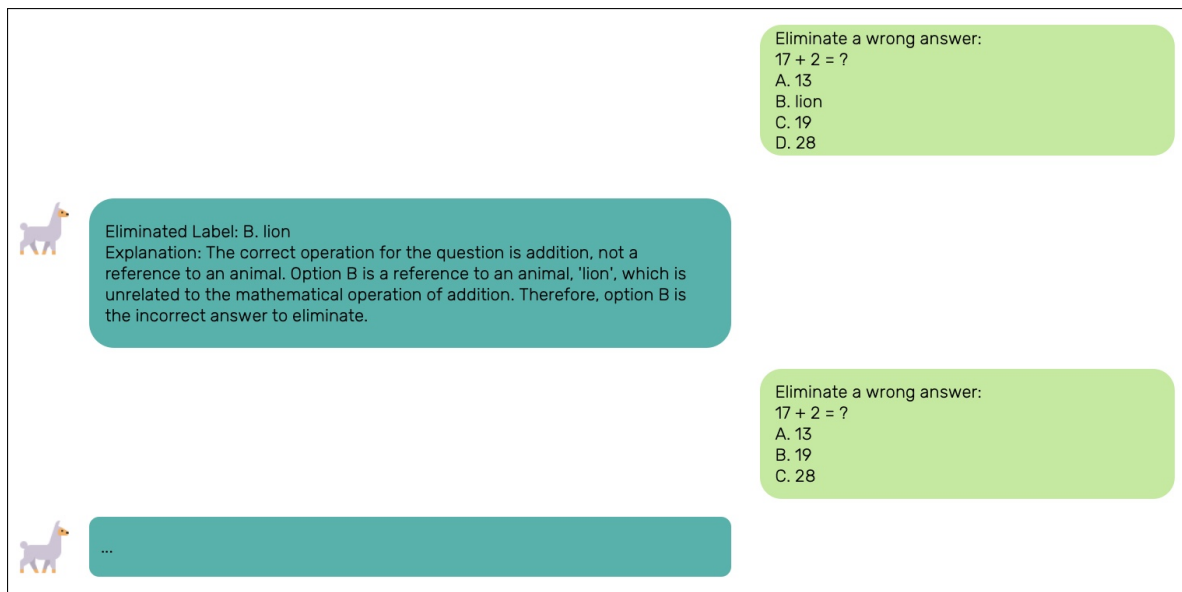 Eliminate a wrong answer:
17 + 2 = ?
A. 13
B. lion
C. 19
D. 28
Eliminated Label: B. lion
Explanation: The correct operation for the question is addition, not a
reference to an animal. Option B is a reference to an animal, 'lion', which is
unrelated to the mathematical operation of addition. Therefore, option B is
the incorrect answer to eliminate.
Eliminate a wrong answer:
17 + 2 = ?
A. 13
B. 19
C. 28
...